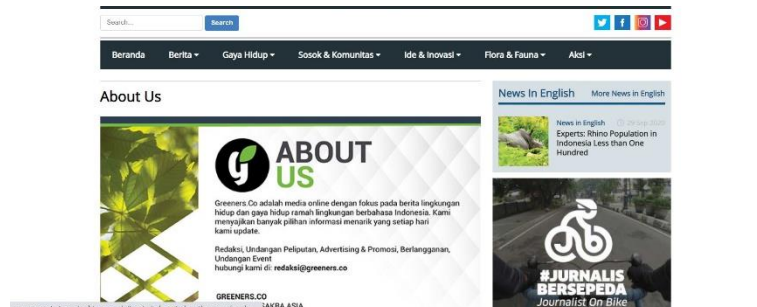 Search...
Search
Beranda Berita Gaya Hidup Sosok & Komunitas Ide & Inovasi Flora & Fauna Aksi
About Us
ABOUT
US
Greeners.Co adalah media online dengan fokus pada berita lingkungan
hidup dan gaya hidup ramah lingkungan berbahasa Indonesia. Kami
menyajikan banyak pilihan informasi menarik yang setiap hari
kami update.
Redaksi, Undangan Peliputan, Advertising & Promosi, Berlangganan,
Undangan Event
hubungi kami di: redaksi@greeners.co
GREENERS.CO
News In English More News in English
News in English 29 Sep 2020
Experts: Rhino Population in
Indonesia Less than One
Hundred
#JURNALIS
BERSEPEDA
Journalist On Bike